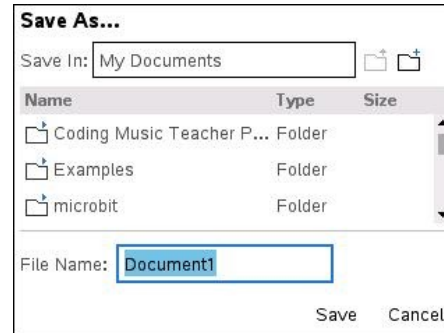 Save As...
Save In: My Documents
Name Type Size
Coding Music Teacher P... Folder
Examples Folder
microbit Folder
File Name: Document1
Save Cancel